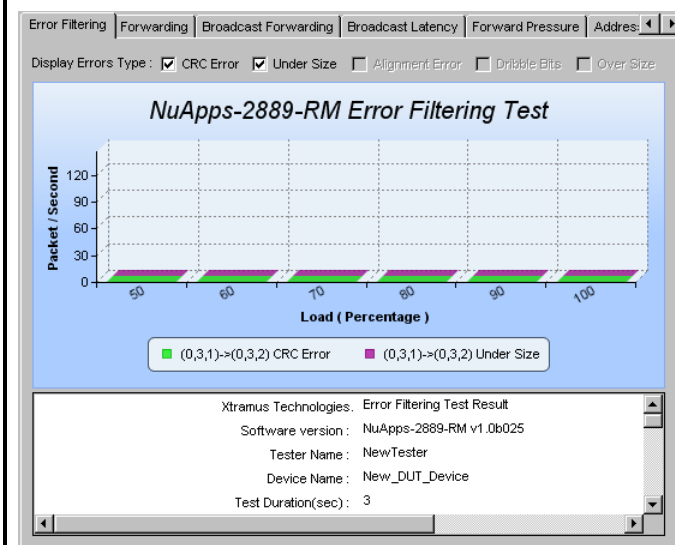 Error Filtering Forwarding Broadcast Forwarding Broadcast Latency Forward Pressure Addres
Display Errors Type : CRC Error Under Size Alignment Error Dribble Bits Over Size
NuApps-2889-RM Error Filtering Test
Packet / Second
120
90
60
30
0
50 60 70 80 90 100
Load ( Percentage )
(0,3,1)->(0,3,2) CRC Error (0,3,1)->(0,3,2) Under Size
Xtramus Technologies. Error Filtering Test Result
Software version : NuApps-2889-RM v1.0b025
Tester Name : NewTester
Device Name : New_DUT_Device
Test Duration(sec) : 3